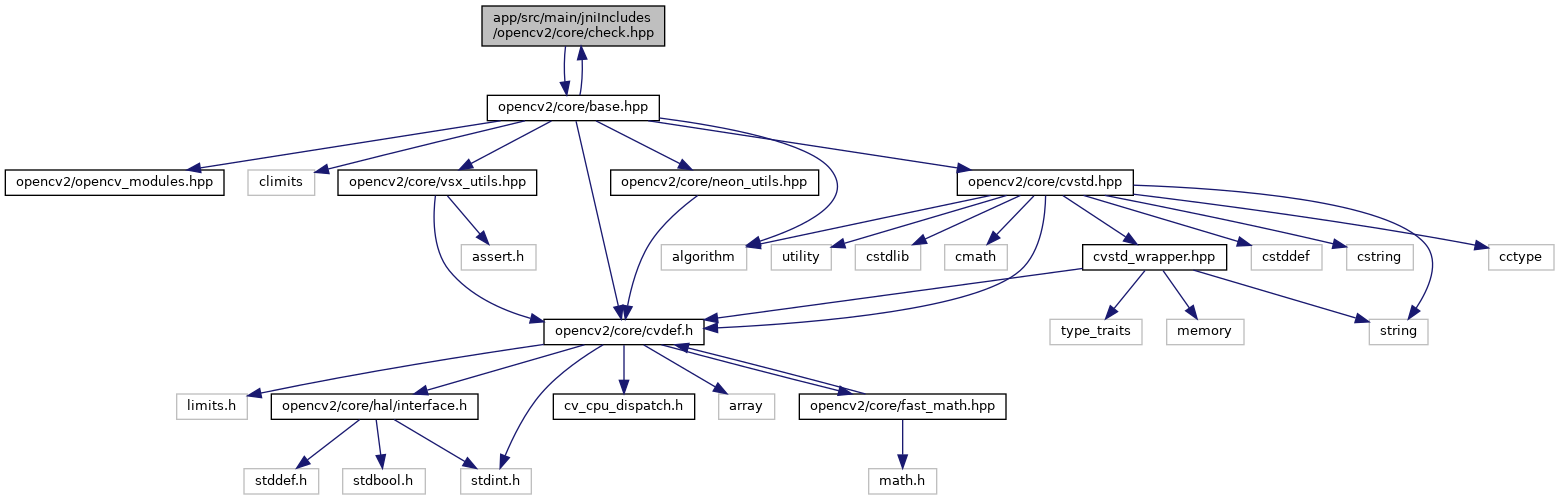 app/src/main/jniIncludes
/opencv2/core/check.hpp
opencv2/core/base.hpp
opencv2/opencv_modules.hpp
climits
opencv2/core/vsx_utils.hpp
opencv2/core/neon_utils.hpp
opencv2/core/cvstd.hpp
assert.h
algorithm
utility
cstdlib
cmath
cvstd_wrapper.hpp
cstddef
cstring
cctype
opencv2/core/cvdef.h
type_traits
memory
string
limits.h
opencv2/core/hal/interface.h
cv_cpu_dispatch.h
array
opencv2/core/fast_math.hpp
stddef.h
stdbool.h
stdint.h
math.h